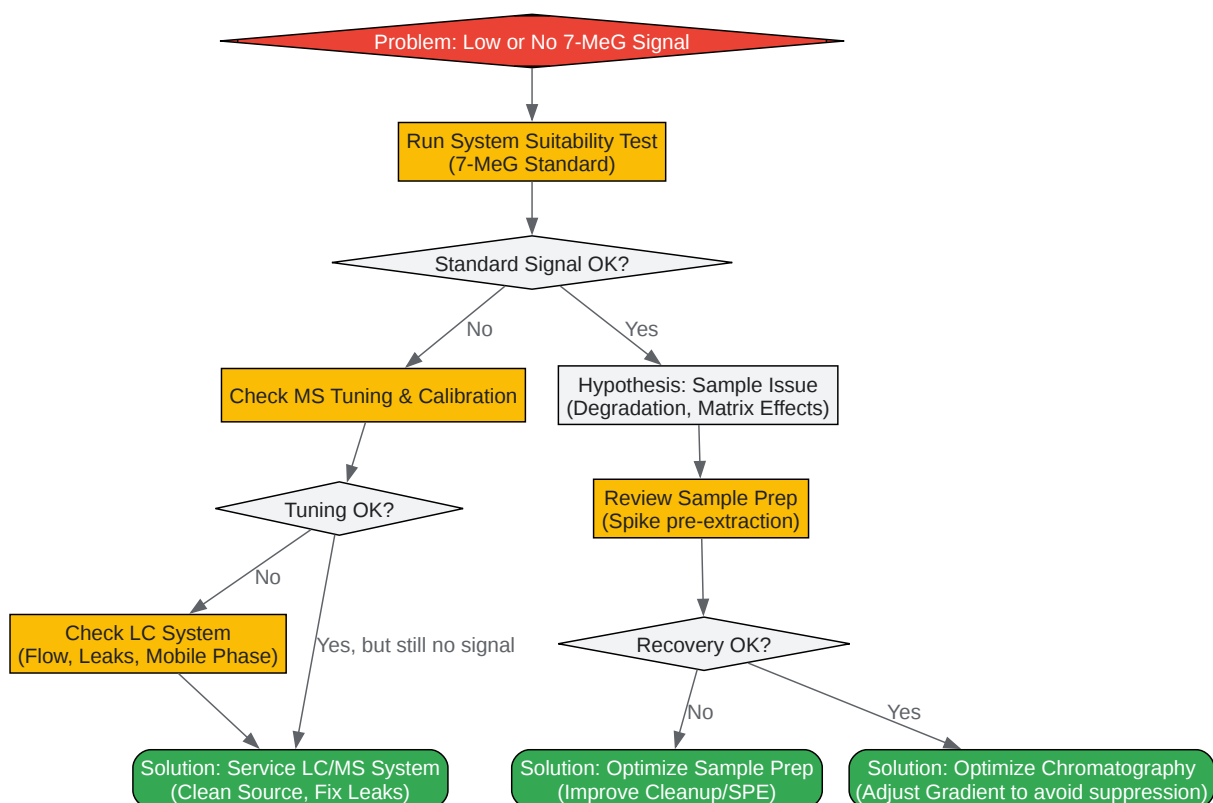 Problem: Low or No 7-MeG Signal
Run System Suitability Test
(7-MeG Standard)
Standard Signal OK?
No
Yes
Check MS Tuning & Calibration
Hypothesis: Sample Issue
(Degradation, Matrix Effects)
Tuning OK?
Review Sample Prep
(Spike pre-extraction)
No
Check LC System
(Flow, Leaks, Mobile Phase)
Yes, but still no signal
Recovery OK?
No
Yes
Solution: Service LC/MS System
(Clean Source, Fix Leaks)
Solution: Optimize Sample Prep
(Improve Cleanup/SPE)
Solution: Optimize Chromatography
(Adjust Gradient to avoid suppression)